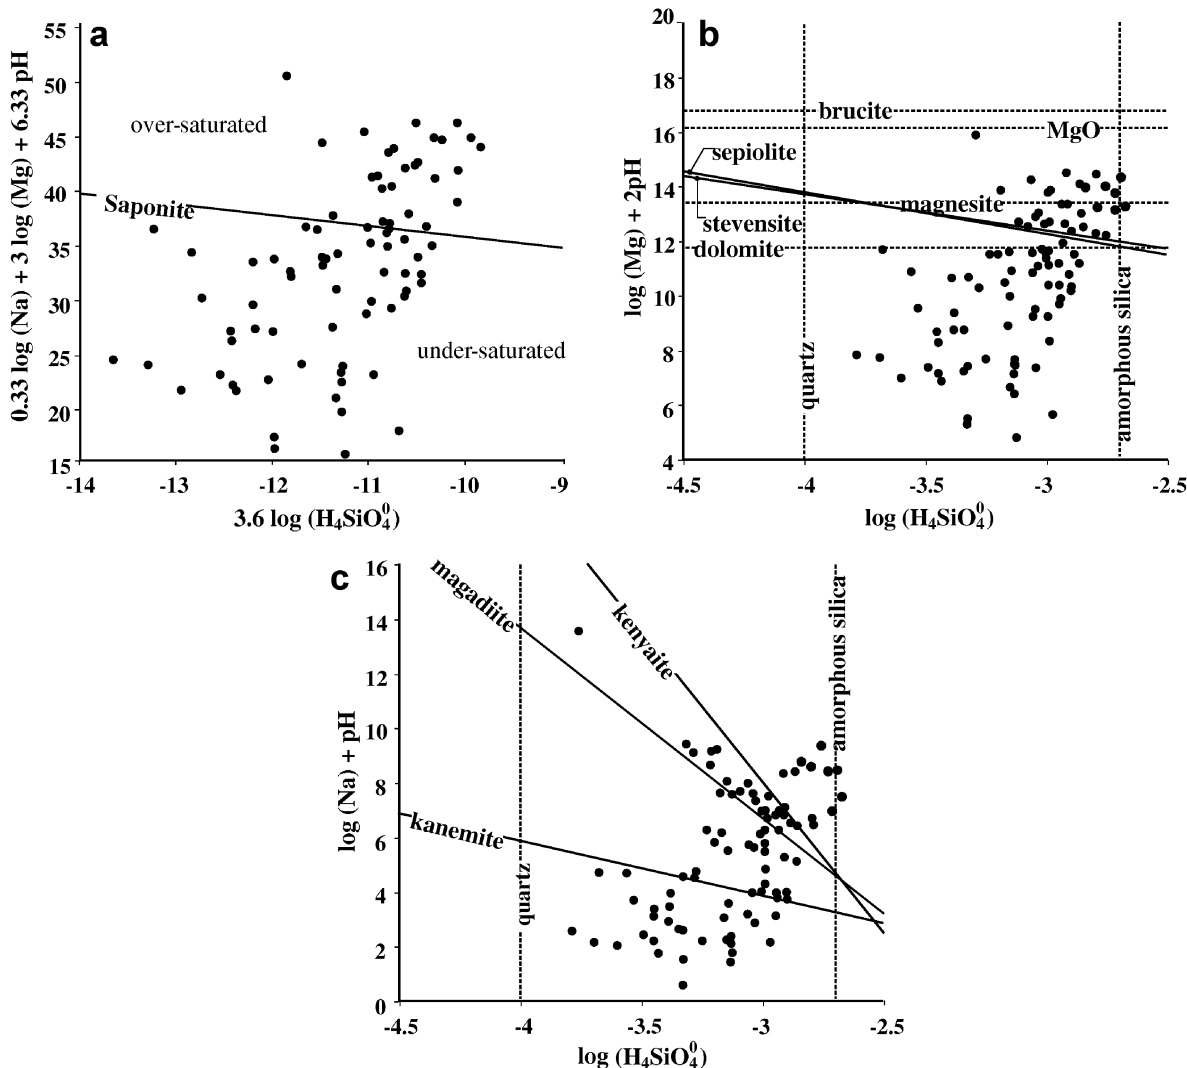 a
0.33 log (Na) + 3 log (Mg) + 6.33 pH
55
50
45
40
35
30
25
20
15
over-saturated
Saponite
under-saturated
-14
-13
-12
-11
-10
-9
3.6 log (H₄SiO₄⁰)
b
log (Mg) + 2pH
20
18
16
14
12
10
8
6
4
brucite
MgO
sepiolite
magnesite
stevensite
dolomite
quartz
amorphous silica
-4.5
-4
-3.5
-3
-2.5
log (H₄SiO₄⁰)
c
log (Na) + pH
16
14
12
10
8
6
4
2
0
magadiite
kenyaite
kanemite
quartz
amorphous silica
-4.5
-4
-3.5
-3
-2.5
log (H₄SiO₄⁰)